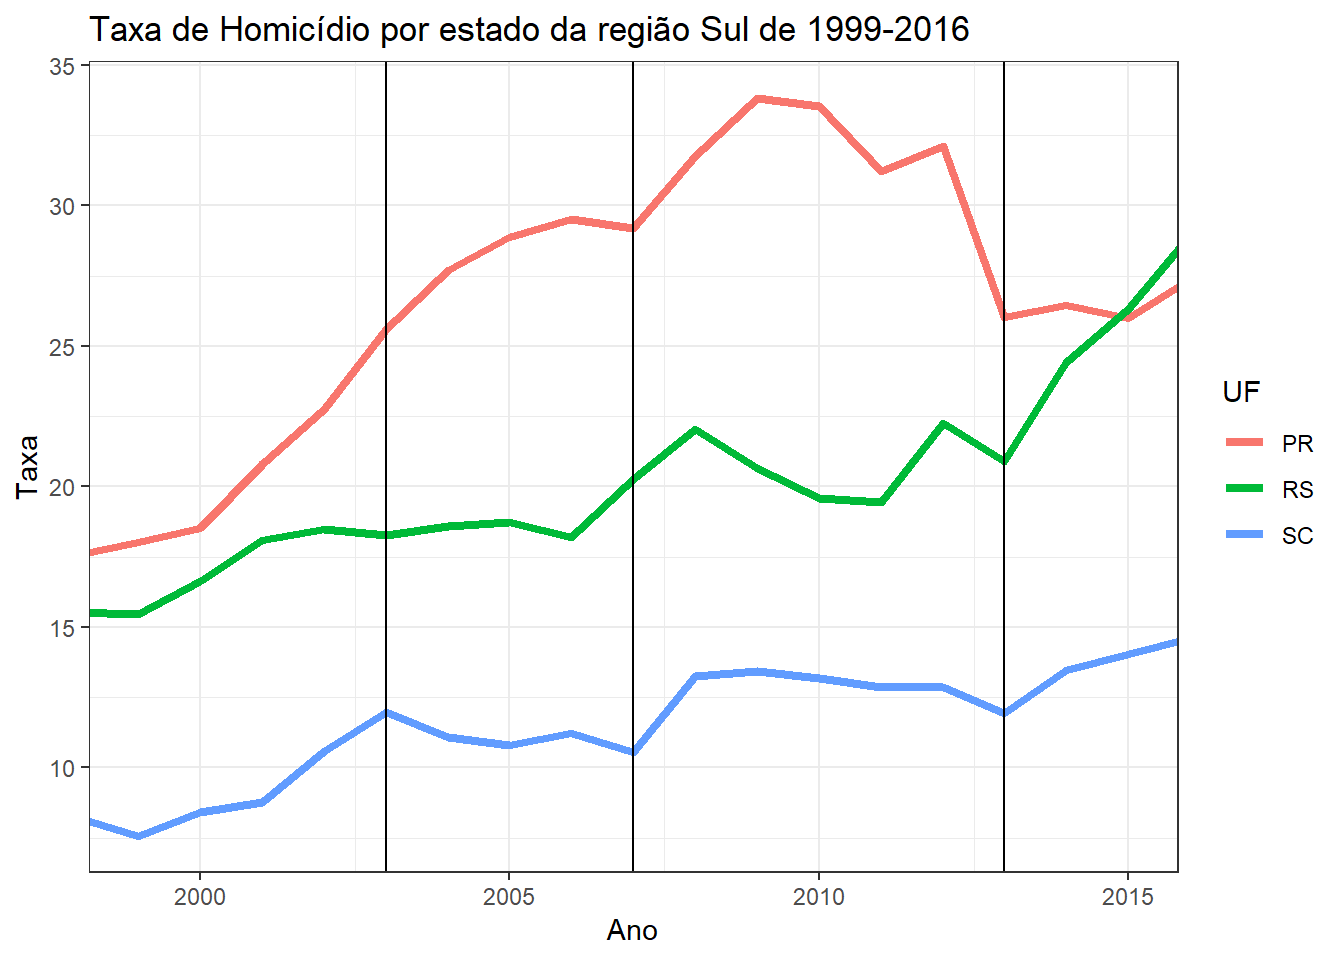 Taxa de Homicídio por estado da região Sul de 1999-2016
35
30
25
20
15
10
Taxa
2000
2005
2010
2015
Ano
UF
PR
RS
SC